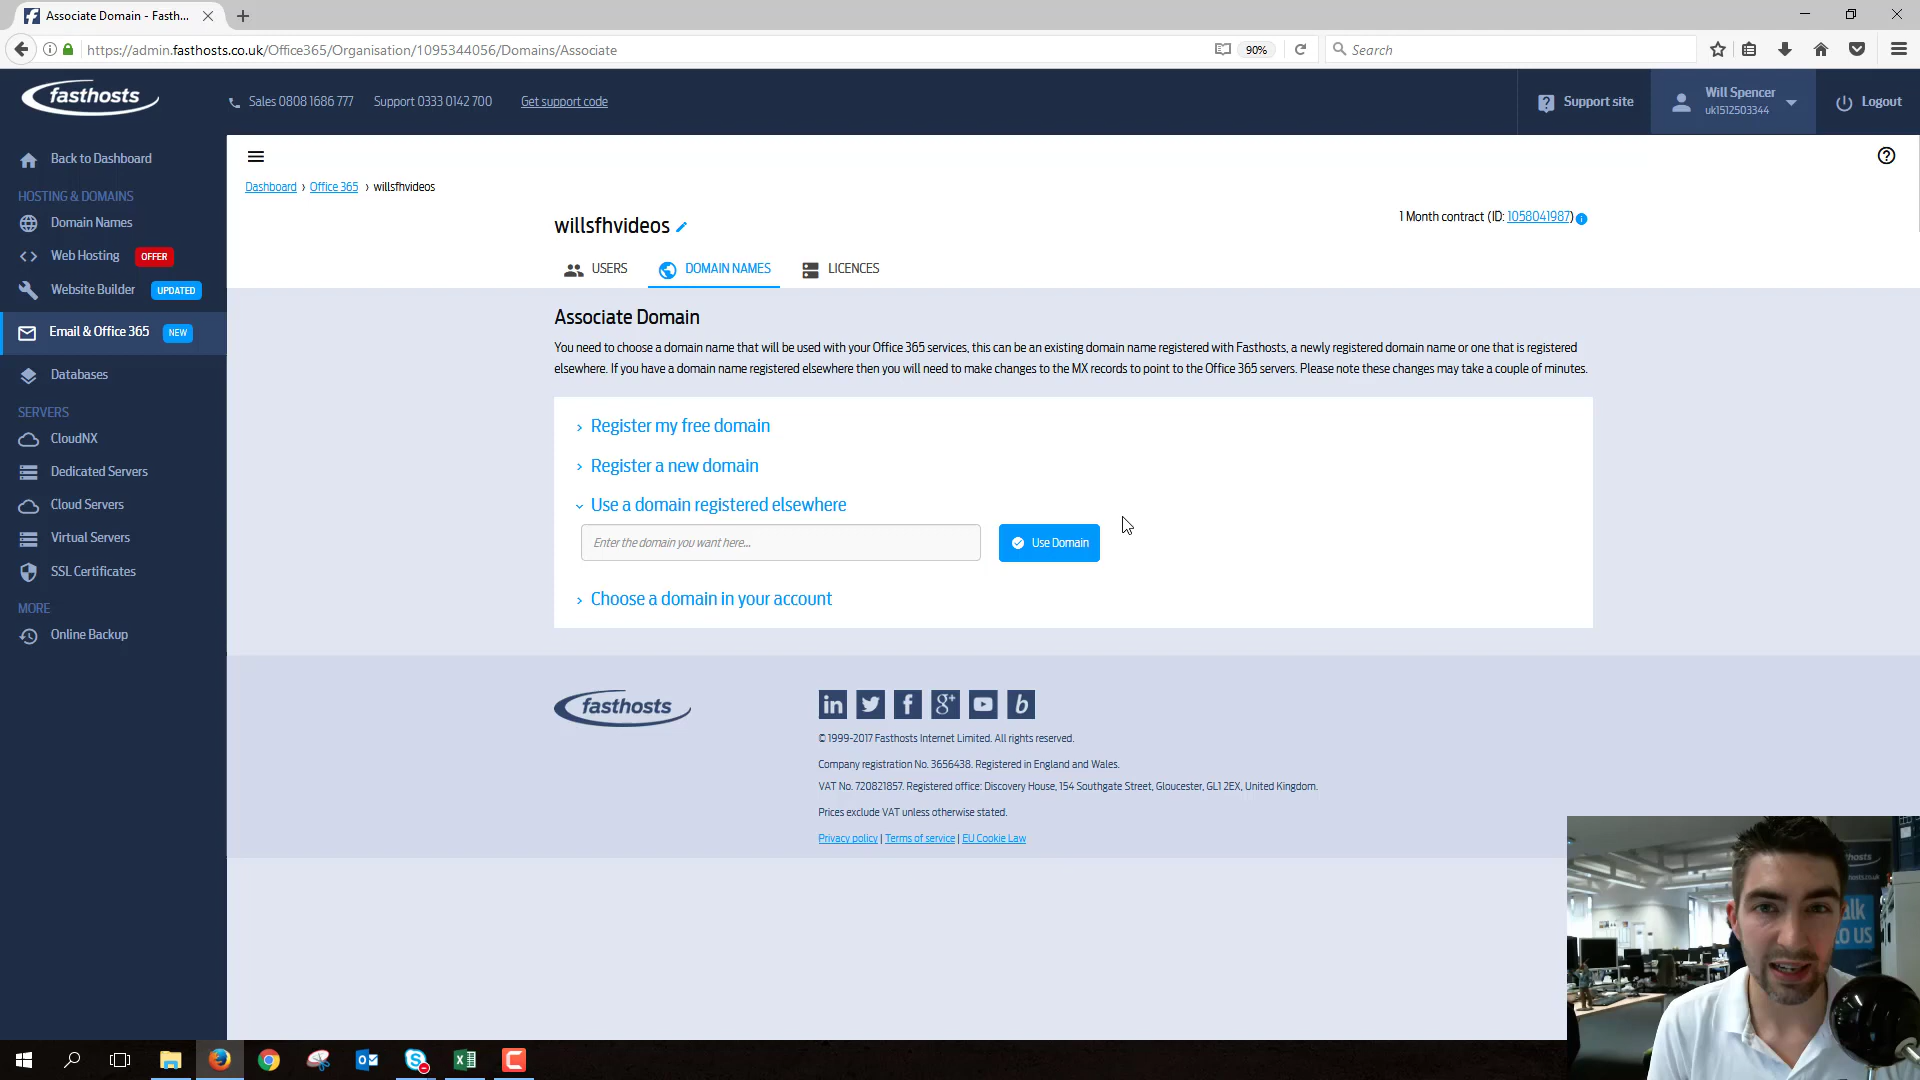 Associate Domain - Fasth...
https://admin.fasthosts.co.uk/Office365/Organisation/1095344056/Domains/Associate
90%
Search
fasthosts
Sales 0808 1686 777
Support 0333 0142 700
Get support code
Support site
Will Spencer
uk1512503344
Logout
Back to Dashboard
HOSTING & DOMAINS
Domain Names
Web Hosting OFFER
Website Builder UPDATED
Email & Office 365 NEW
Databases
SERVERS
CloudNX
Dedicated Servers
Cloud Servers
Virtual Servers
SSL Certificates
MORE
Online Backup
Dashboard › Office 365 › willsfhvideos
willsfhvideos
1 Month contract (ID: 1058041987)
USERS
DOMAIN NAMES
LICENCES
Associate Domain
You need to choose a domain name that will be used with your Office 365 services, this can be an existing domain name registered with Fasthosts, a newly registered domain name or one that is registered
elsewhere. If you have a domain name registered elsewhere then you will need to make changes to the MX records to point to the Office 365 servers. Please note these changes may take a couple of minutes.
Register my free domain
Register a new domain
Use a domain registered elsewhere
Enter the domain you want here...
Use Domain
Choose a domain in your account
fasthosts
© 1999-2017 Fasthosts Internet Limited. All rights reserved.
Company registration No. 3656438. Registered in England and Wales.
VAT No. 720821857. Registered office: Discovery House, 154 Southgate Street, Gloucester, GL1 2EX, United Kingdom.
Prices exclude VAT unless otherwise stated.
Privacy policy | Terms of service | EU Cookie Law